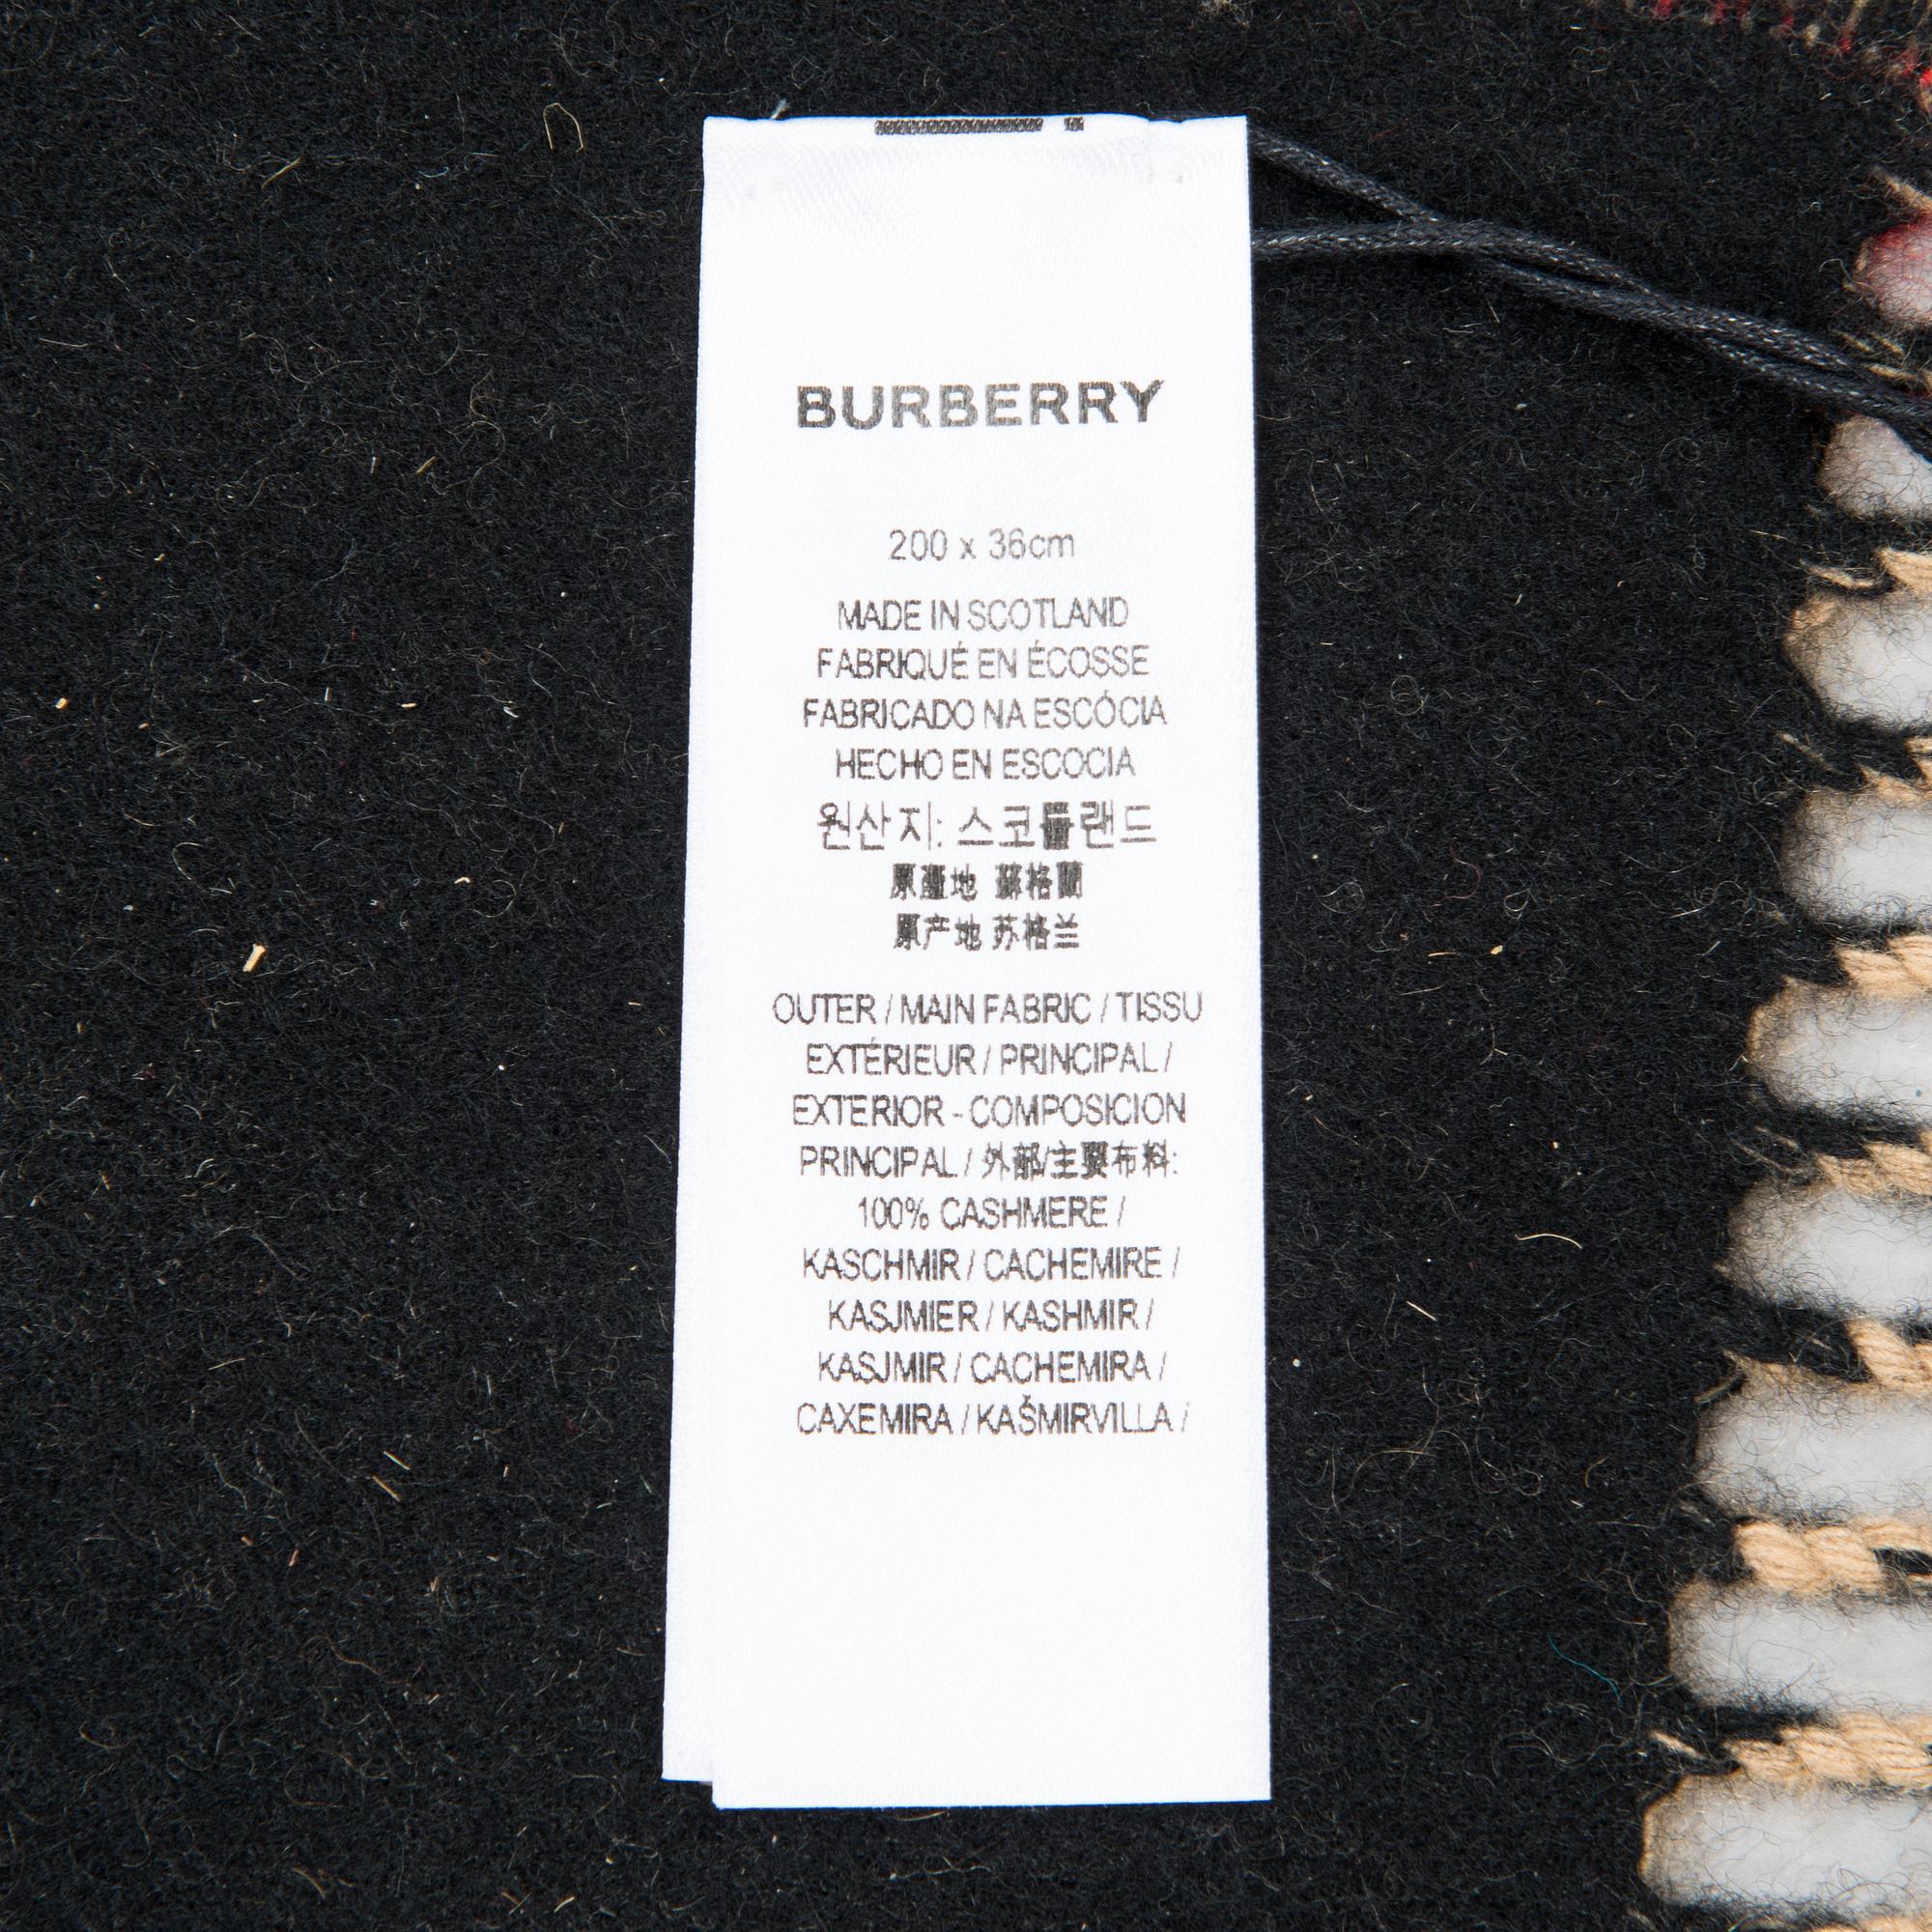 BURBERRY
200 x 36cm
MADE IN SCOTLAND
FABRIQUÉ EN ÉCOSSE
FABRICADO NA ESCÓCIA
HECHO EN ESCOCIA
원산지: 스코틀랜드
原產地 蘇格蘭
原产地 苏格兰
OUTER / MAIN FABRIC / TISSU
EXTÉRIEUR / PRINCIPAL /
EXTERIOR - COMPOSICION
PRINCIPAL / 外部/主要布料:
100% CASHMERE /
KASCHMIR / CACHEMIRE /
KASJMIER / KASHMIR /
KASJMIR / CACHEMIRA /
CAXEMIRA / KAŠMIRVILLA /